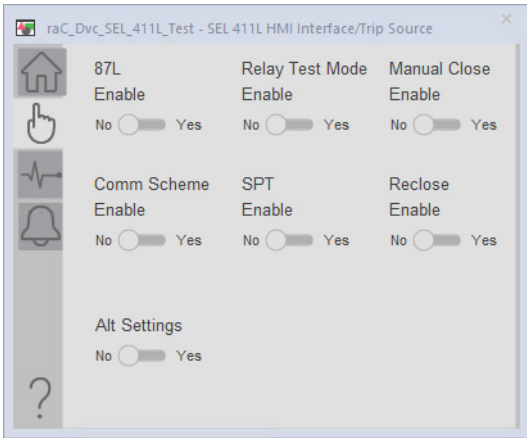 raC_Dvc_SEL_411L_Test - SEL 411L HMI Interface/Trip Source
87L Enable
No Yes
Relay Test Mode Enable
No Yes
Manual Close Enable
No Yes
Comm Scheme Enable
No Yes
SPT Enable
No Yes
Reclose Enable
No Yes
Alt Settings
No Yes
?